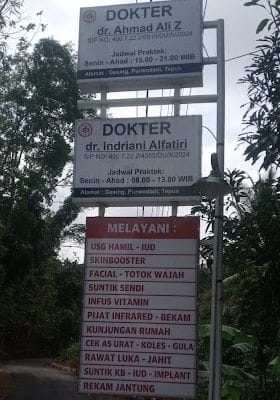 DOKTER
dr. Ahmad Ali Z
Jadwal Praktek:
Senin - Ahad : 15.00 - 21.00 WIB
Alamat : Gesing, Purwodadi, Tepus
DOKTER
dr. Indriani Alfatiri
Jadwal Praktek:
Senin - Ahad : 08.00 - 13.00 WIB
Alamat : Gesing, Purwodadi, Tepus
MELAYANI :
USG HAMIL - IUD
SKINBOOSTER
FACIAL - TOTOK WAJAH
SUNTIK SENDI
INFUS VITAMIN
PIJAT INFRARED - BEKAM
KUNJUNGAN RUMAH
CEK AS URAT - KOLES - GULA
RAWAT LUKA - JAHIT
SUNTIK KB - IUD - IMPLANT
REKAM JANTUNG